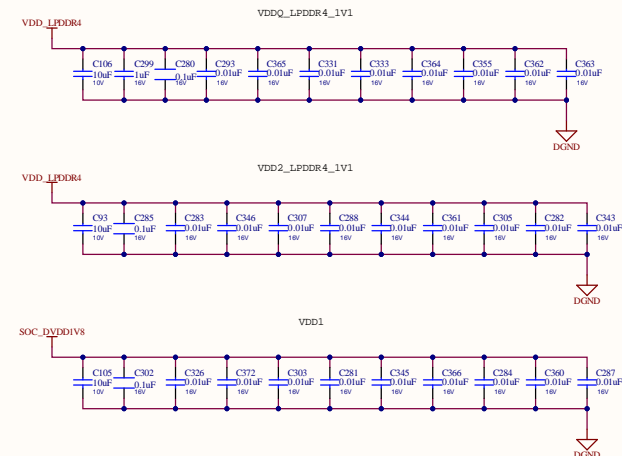 VDDQ_LPDDR4_1V1
VDD_LPDDR4
C106 C299 C280 C293 C365 C331 C333 C364 C355 C362 C363
10uF 1uF 0.1uF 0.01uF 0.01uF 0.01uF 0.01uF 0.01uF 0.01uF 0.01uF 0.01uF
10V 16V 16V 16V 16V 16V 16V 16V 16V 16V 16V
DGND
VDD2_LPDDR4_1V1
VDD_LPDDR4
C93 C285 C283 C346 C307 C288 C344 C361 C305 C282 C343
10uF 0.1uF 0.01uF 0.01uF 0.01uF 0.01uF 0.01uF 0.01uF 0.01uF 0.01uF 0.01uF
10V 16V 16V 16V 16V 16V 16V 16V 16V 16V 16V
DGND
VDD1
SOC_DVDD1V8
C105 C302 C326 C372 C303 C281 C345 C366 C284 C360 C287
10uF 0.1uF 0.01uF 0.01uF 0.01uF 0.01uF 0.01uF 0.01uF 0.01uF 0.01uF 0.01uF
10V 16V 16V 16V 16V 16V 16V 16V 16V 16V 16V
DGND